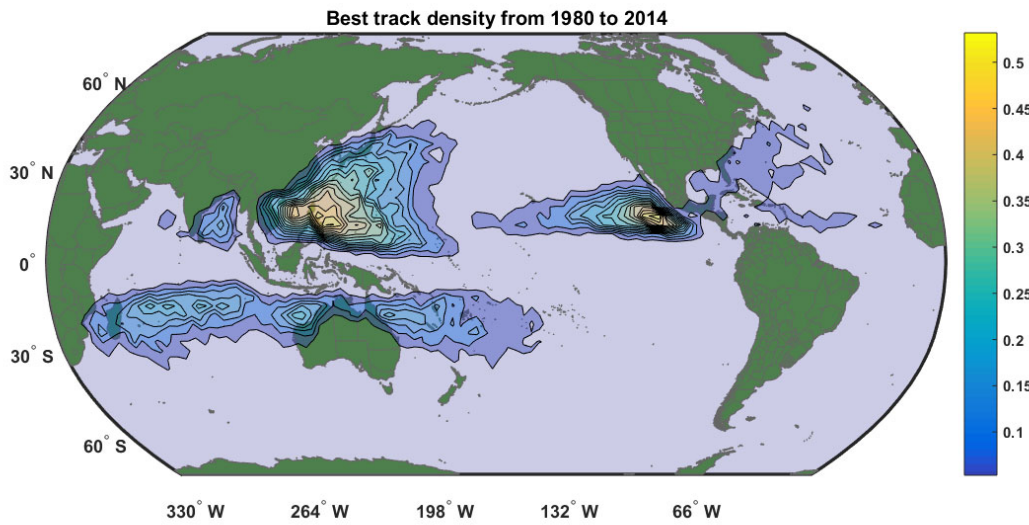 Best track density from 1980 to 2014
60° N
30° N
0°
30° S
60° S
330° W
264° W
198° W
132° W
66° W
0.5
0.45
0.4
0.35
0.3
0.25
0.2
0.15
0.1